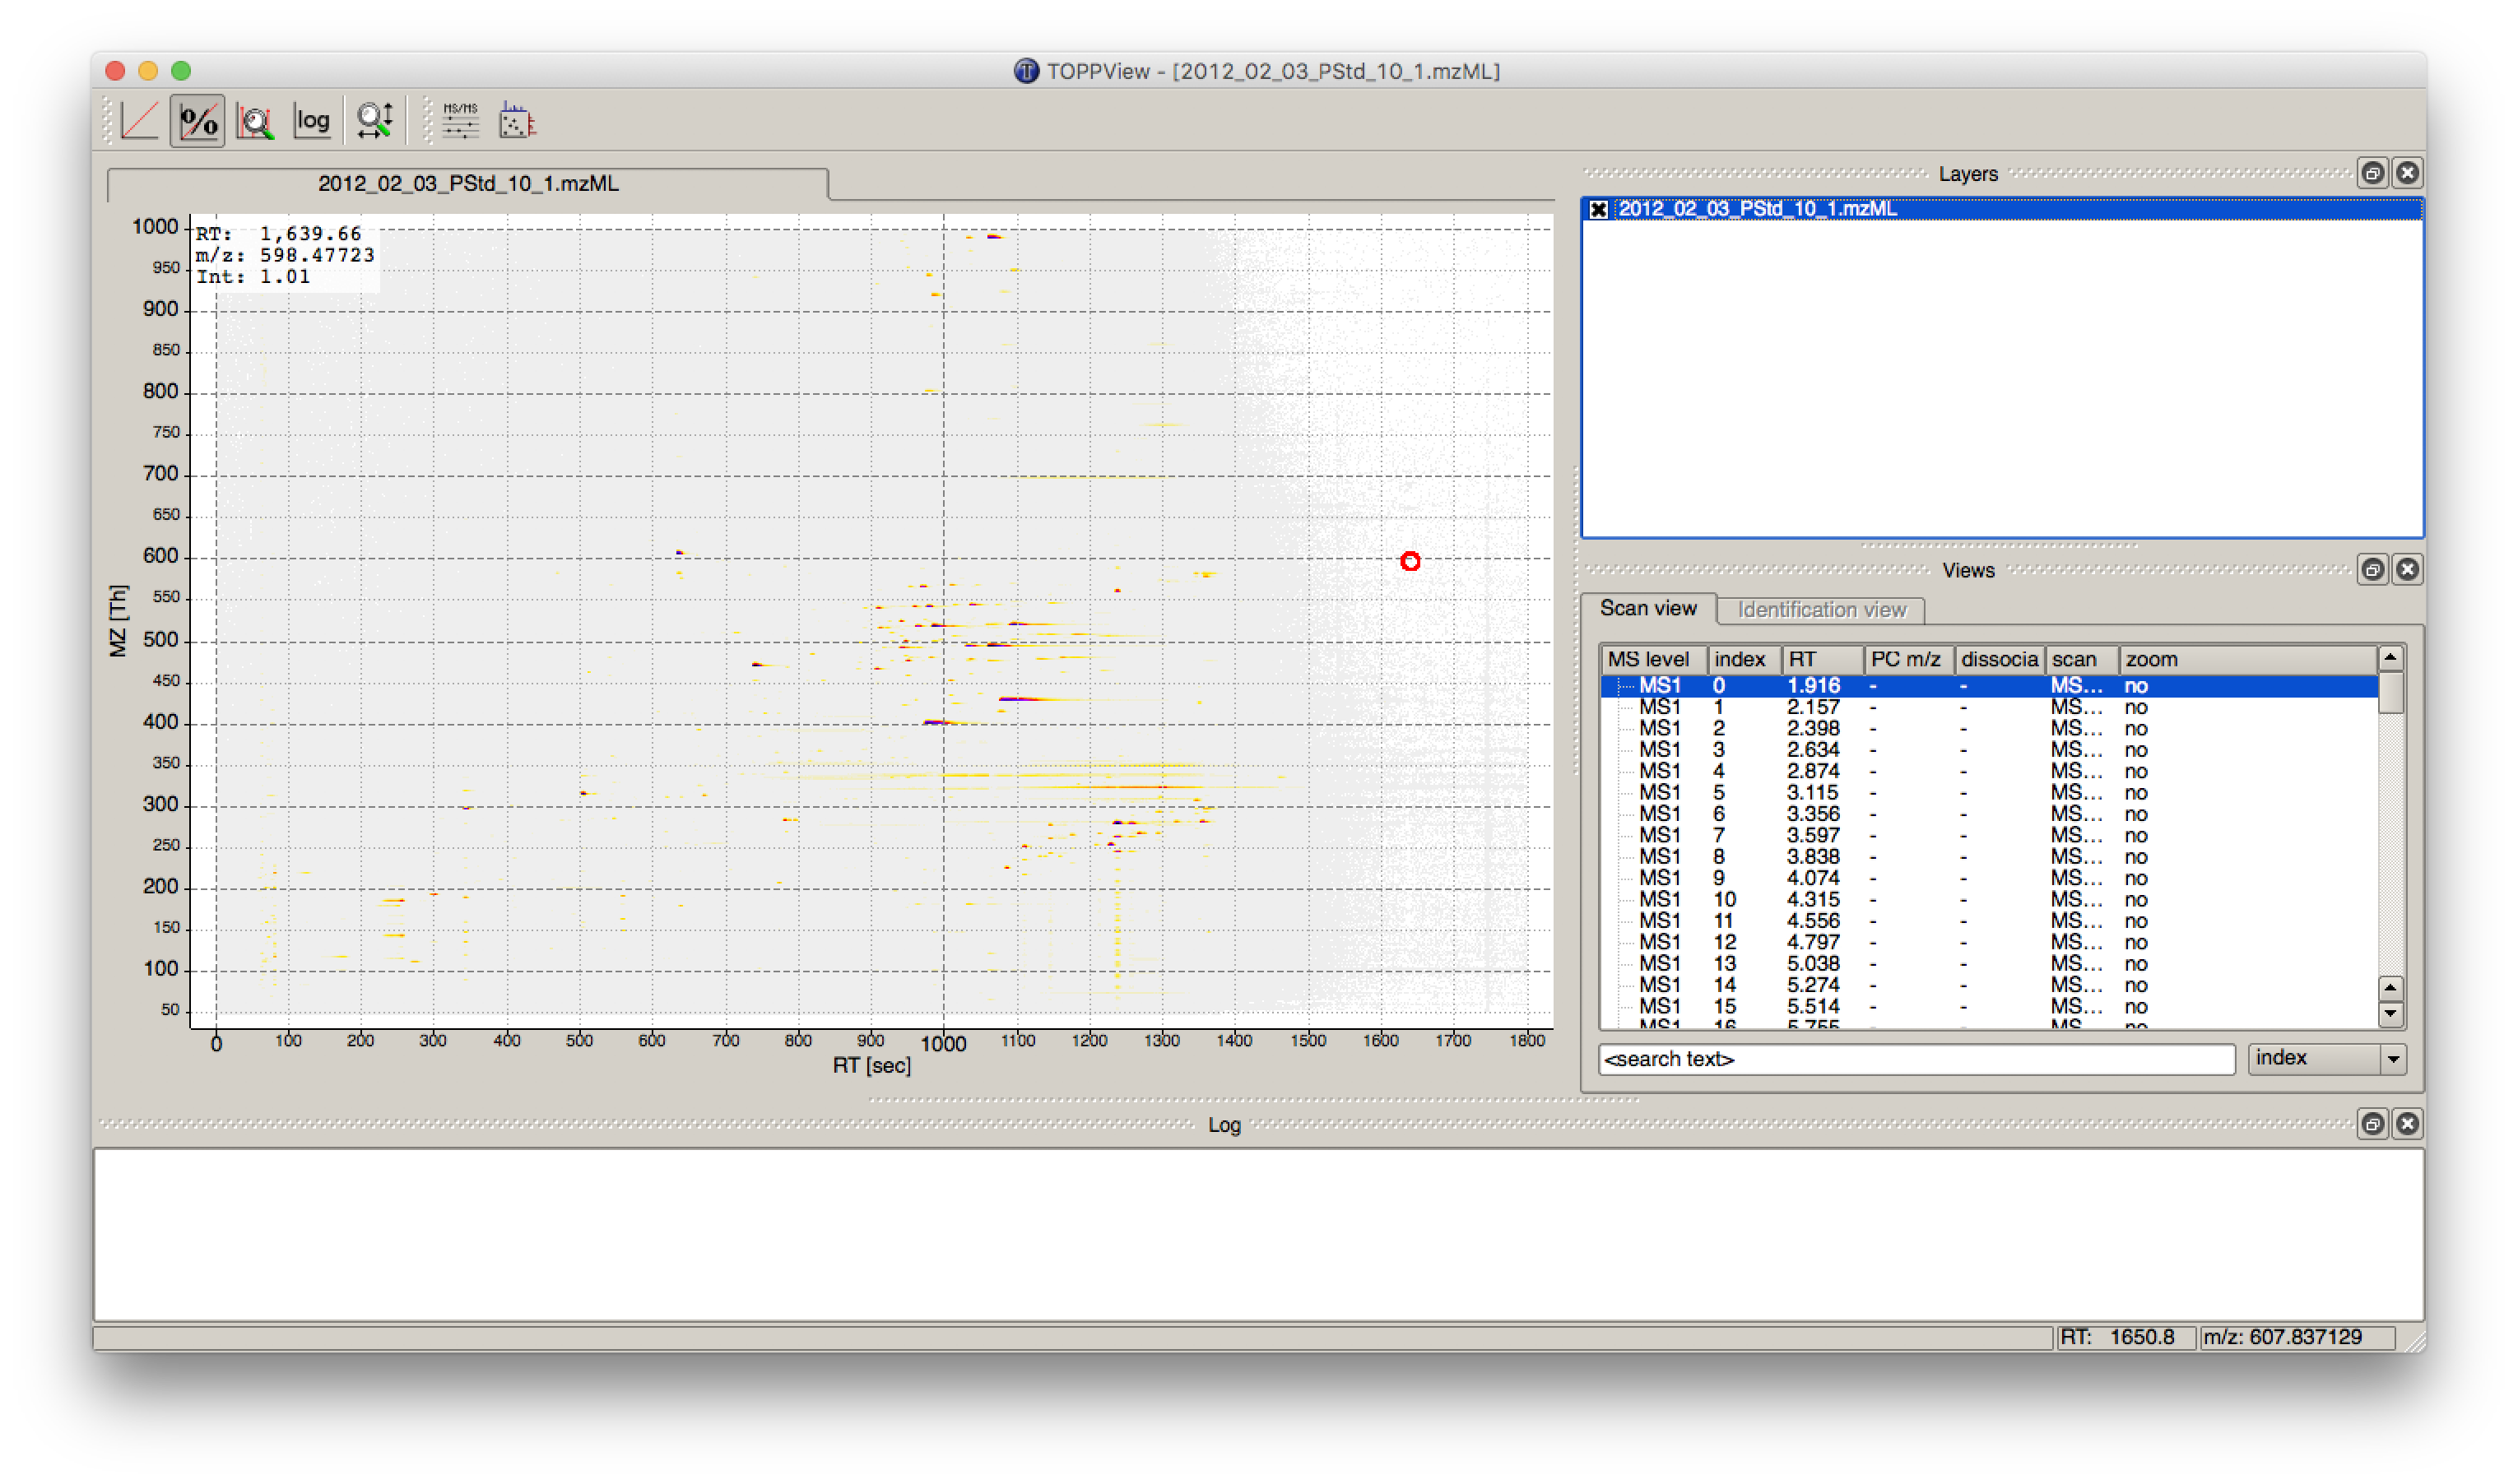 TOPPView - [2012_02_03_PStd_10_1.mzML]
% log MS/MS
2012_02_03_PStd_10_1.mzML
RT: 1,639.66
m/z: 598.47723
Int: 1.01
1000
950
900
850
800
750
700
650
600
550
500
450
400
350
300
250
200
150
100
50
MZ [Th]
0 100 200 300 400 500 600 700 800 900 1000 1100 1200 1300 1400 1500 1600 1700 1800
RT [sec]
Layers
2012_02_03_PStd_10_1.mzML
Views
Scan view Identification view
MS level index RT PC m/z dissocia scan zoom
MS1 0 1.916 - - MS... no
MS1 1 2.157 - - MS... no
MS1 2 2.398 - - MS... no
MS1 3 2.634 - - MS... no
MS1 4 2.874 - - MS... no
MS1 5 3.115 - - MS... no
MS1 6 3.356 - - MS... no
MS1 7 3.597 - - MS... no
MS1 8 3.838 - - MS... no
MS1 9 4.074 - - MS... no
MS1 10 4.315 - - MS... no
MS1 11 4.556 - - MS... no
MS1 12 4.797 - - MS... no
MS1 13 5.038 - - MS... no
MS1 14 5.274 - - MS... no
MS1 15 5.514 - - MS... no
MS1 16 5.755 - - MS... no
<search text> index
Log
RT: 1650.8 m/z: 607.837129